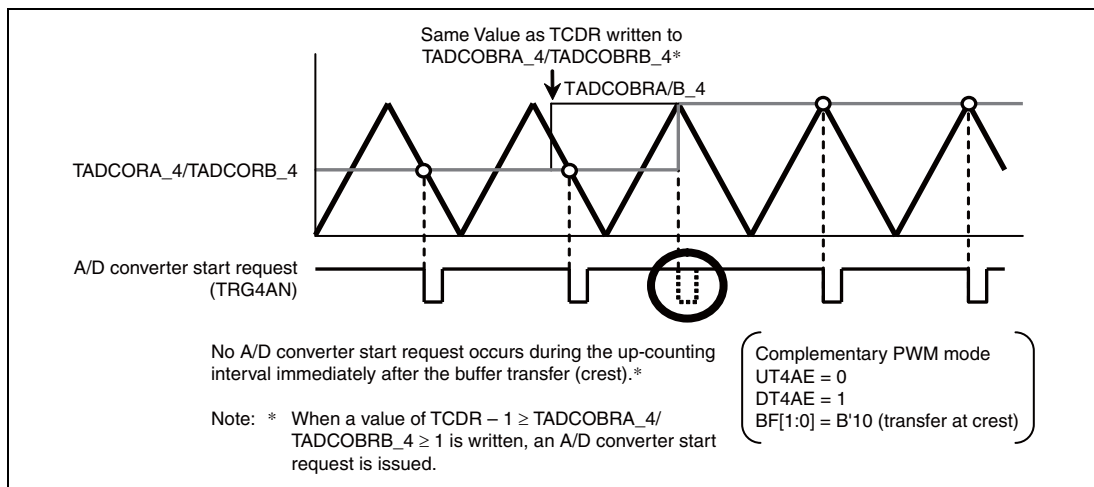 Same Value as TCDR written to
TADCOBRA_4/TADCOBRB_4*
TADCOBRA/B_4
TADCORA_4/TADCORB_4
A/D converter start request
(TRG4AN)
No A/D converter start request occurs during the up-counting
interval immediately after the buffer transfer (crest).*
Note: * When a value of TCDR – 1 ≥ TADCOBRA_4/
TADCOBRB_4 ≥ 1 is written, an A/D converter start
request is issued.
Complementary PWM mode
UT4AE = 0
DT4AE = 1
BF[1:0] = B'10 (transfer at crest)